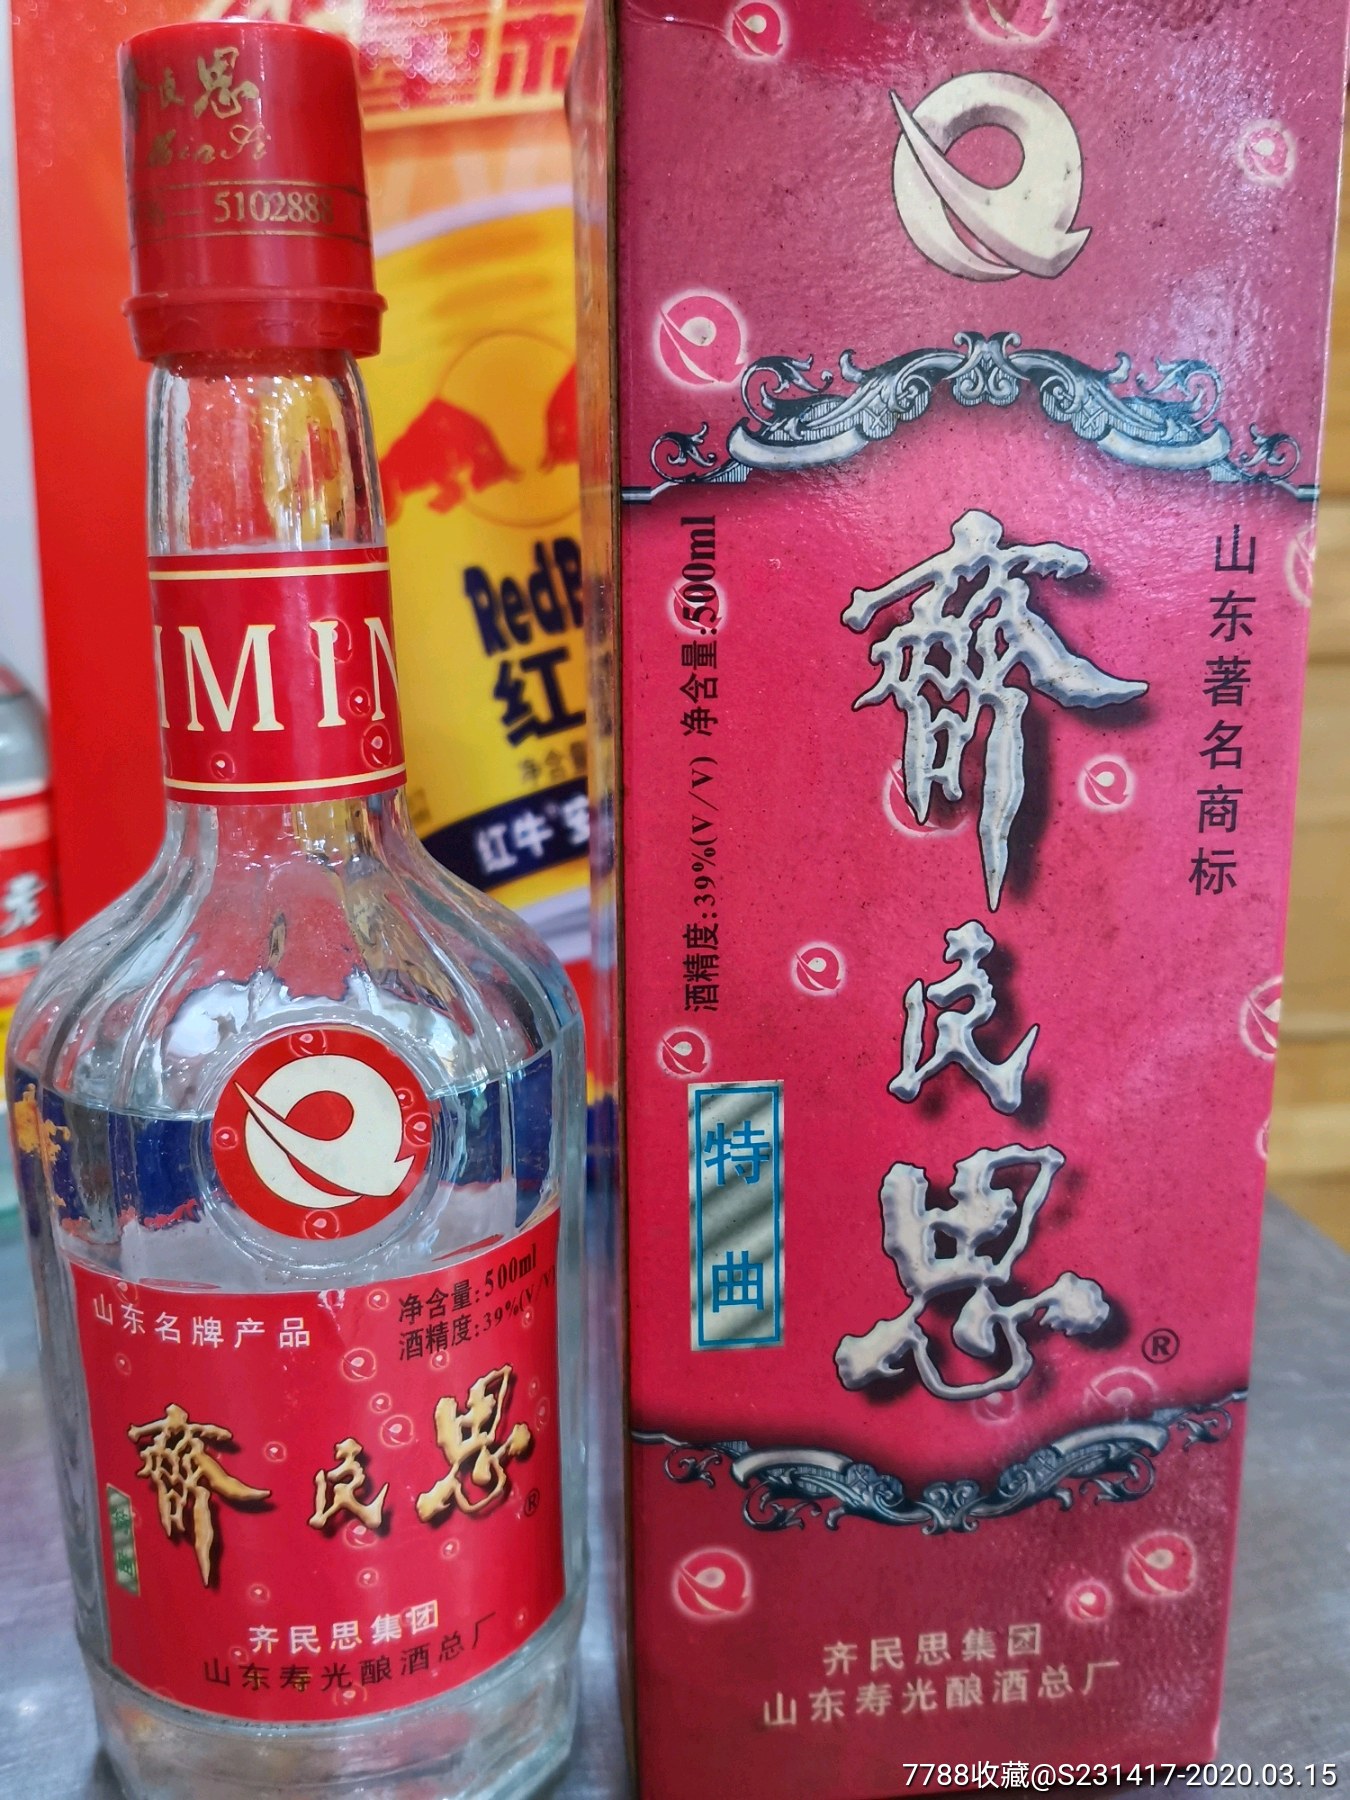 民思
MinSi
5102888
IMIN
山东名牌产品
净含量:500ml
酒精度:39%(V/V)
齊民思
®
齐民思集团
山东寿光酿酒总厂
RedB
红
净含量
红牛®安
山东著名商标
净含量:500ml
酒精度:39%(V/V)
齊民思
®
特曲
齐民思集团
山东寿光酿酒总厂
7788收藏@S231417-2020.03.15